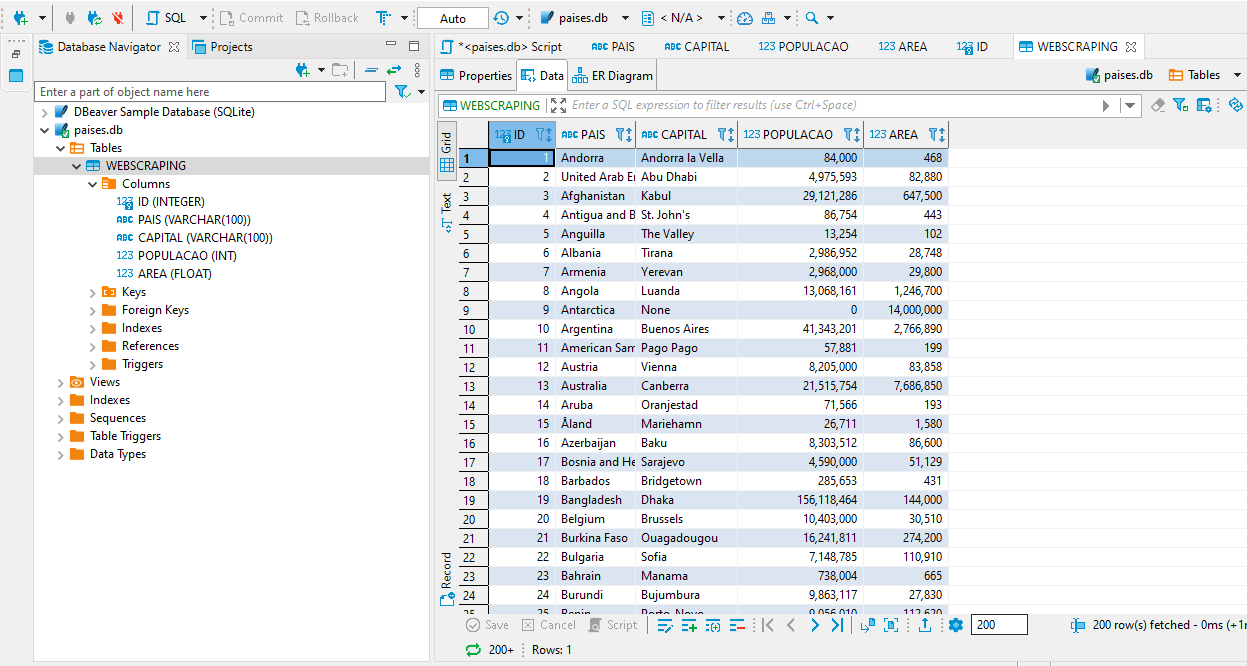 SQL Commit Rollback T Auto paises.db < N/A >
Database Navigator Projects
*<paises.db> Script ABC PAIS ABC CAPITAL 123 POPULACAO 123 AREA 123 ID WEBSCRAPING
Properties Data ER Diagram paises.db Tables
Enter a part of object name here
WEBSCRAPING Enter a SQL expression to filter results (use Ctrl+Space)
DBeaver Sample Database (SQLite)
paises.db
Tables
WEBSCRAPING
Columns
123 ID (INTEGER)
ABC PAIS (VARCHAR(100))
ABC CAPITAL (VARCHAR(100))
123 POPULACAO (INT)
123 AREA (FLOAT)
Keys
Foreign Keys
Indexes
References
Triggers
Views
Indexes
Sequences
Table Triggers
Data Types
Grid
Text
Record
123 ID ABC PAIS ABC CAPITAL 123 POPULACAO 123 AREA
1 1 Andorra Andorra la Vella 84,000 468
2 2 United Arab Abu Dhabi 4,975,593 82,880
3 3 Afghanistan Kabul 29,121,286 647,500
4 4 Antigua and B St. John's 86,754 443
5 5 Anguilla The Valley 13,254 102
6 6 Albania Tirana 2,986,952 28,748
7 7 Armenia Yerevan 2,968,000 29,800
8 8 Angola Luanda 13,068,161 1,246,700
9 9 Antarctica None 0 14,000,000
10 10 Argentina Buenos Aires 41,343,201 2,766,890
11 11 American Sam Pago Pago 57,881 199
12 12 Austria Vienna 8,205,000 83,858
13 13 Australia Canberra 21,515,754 7,686,850
14 14 Aruba Oranjestad 71,566 193
15 15 Åland Mariehamn 26,711 1,580
16 16 Azerbaijan Baku 8,303,512 86,600
17 17 Bosnia and He Sarajevo 4,590,000 51,129
18 18 Barbados Bridgetown 285,653 431
19 19 Bangladesh Dhaka 156,118,464 144,000
20 20 Belgium Brussels 10,403,000 30,510
21 21 Burkina Faso Ouagadougou 16,241,811 274,200
22 22 Bulgaria Sofia 7,148,785 110,910
23 23 Bahrain Manama 738,004 665
24 24 Burundi Bujumbura 9,863,117 27,830
25 25 Benin Porto-Novo 9,056,010 112,620
Save Cancel Script 200 200 row(s) fetched - 0ms (+1
200+ Rows: 1